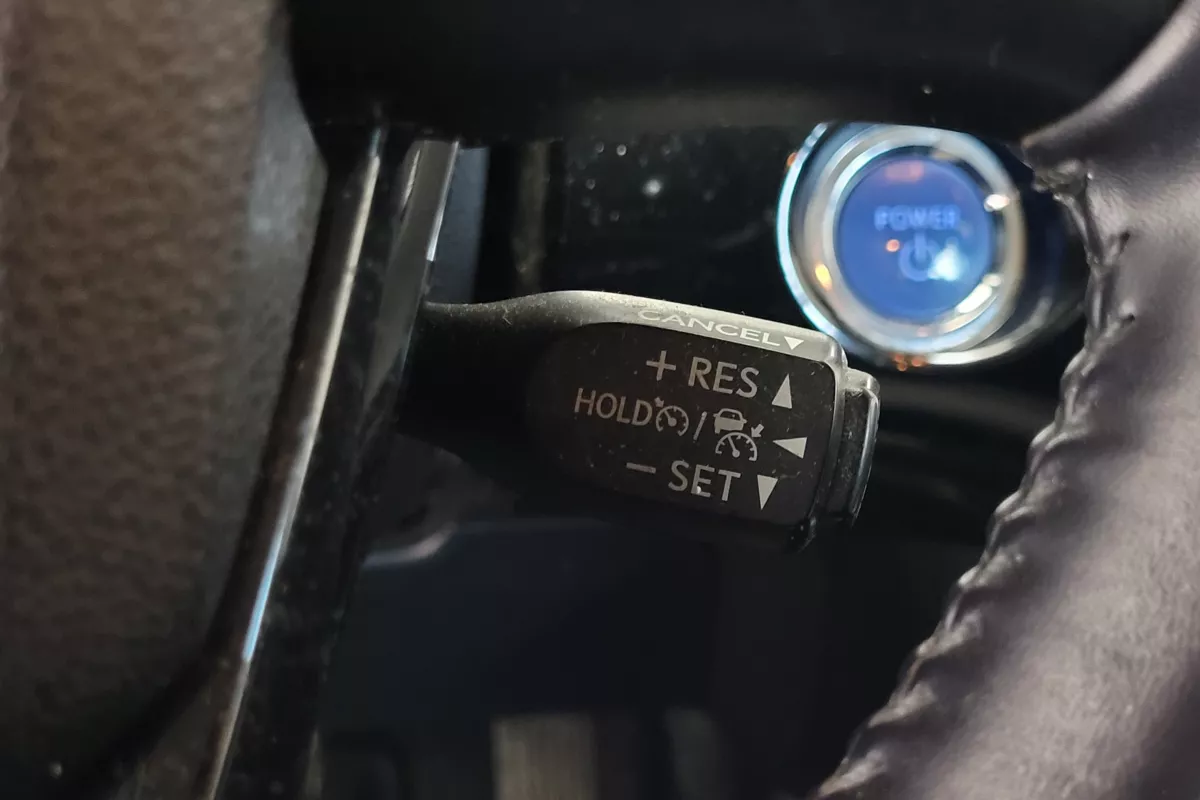 POWER
CANCEL▼
+ RES ▲
HOLD / ◀
− SET ▼